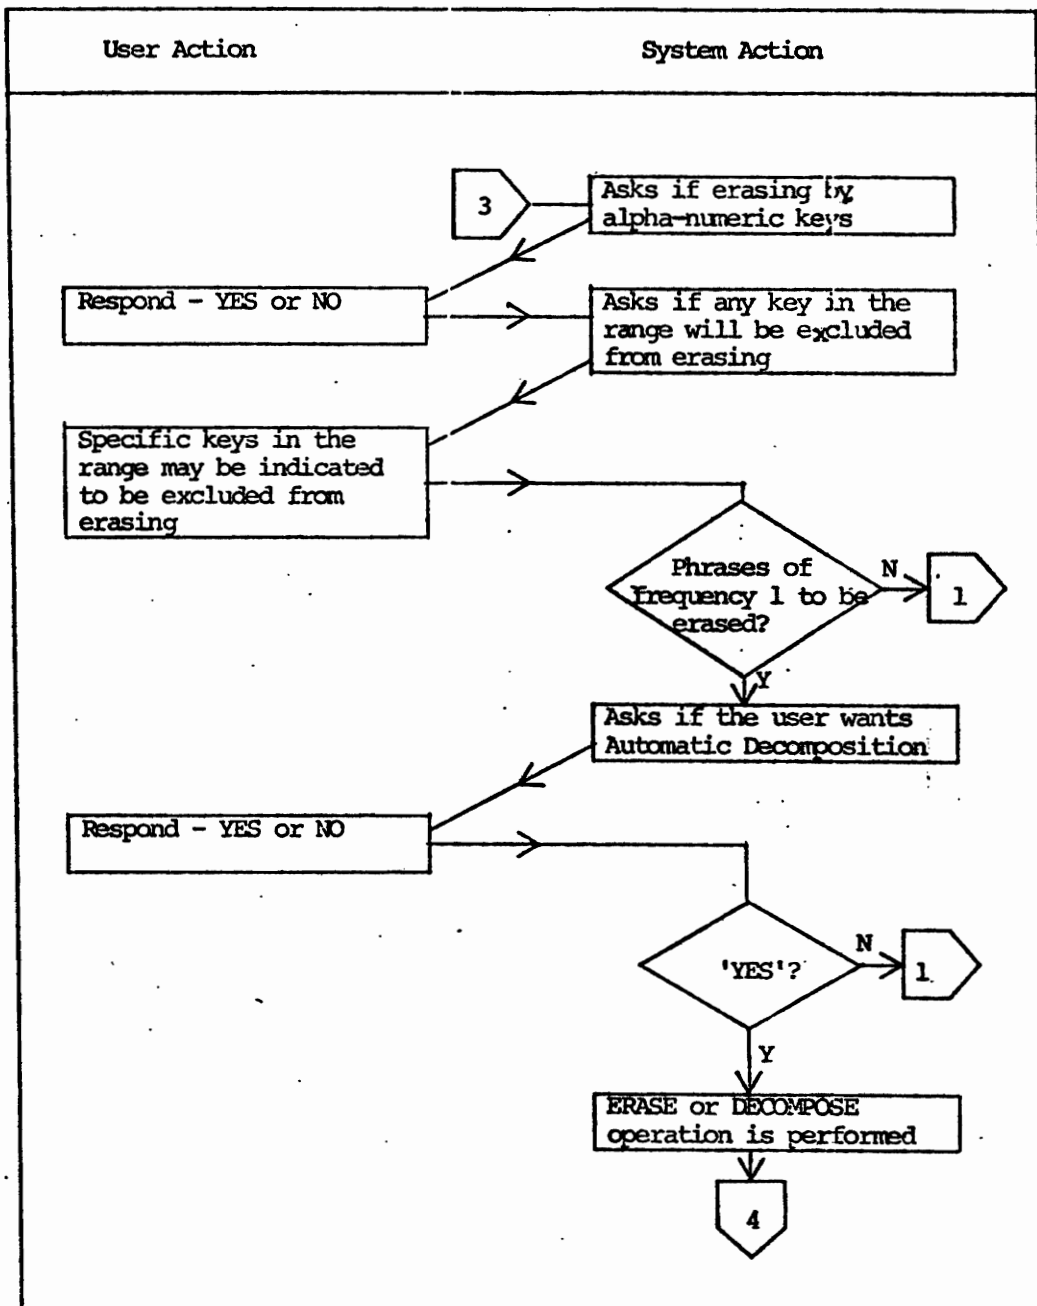 User Action
System Action
3
Asks if erasing by
alpha-numeric keys
Respond - YES or NO
Asks if any key in the
range will be excluded
from erasing
Specific keys in the
range may be indicated
to be excluded from
erasing
Phrases of
frequency 1 to be
erased?
N
1
Y
Asks if the user wants
Automatic Decomposition
Respond - YES or NO
'YES'?
N
1
Y
ERASE or DECOMPOSE
operation is performed
4